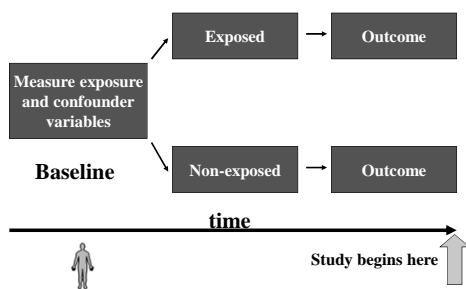 Exposed
Outcome
Measure exposure
and confounder
variables
Baseline
Non-exposed
Outcome
time
Study begins here